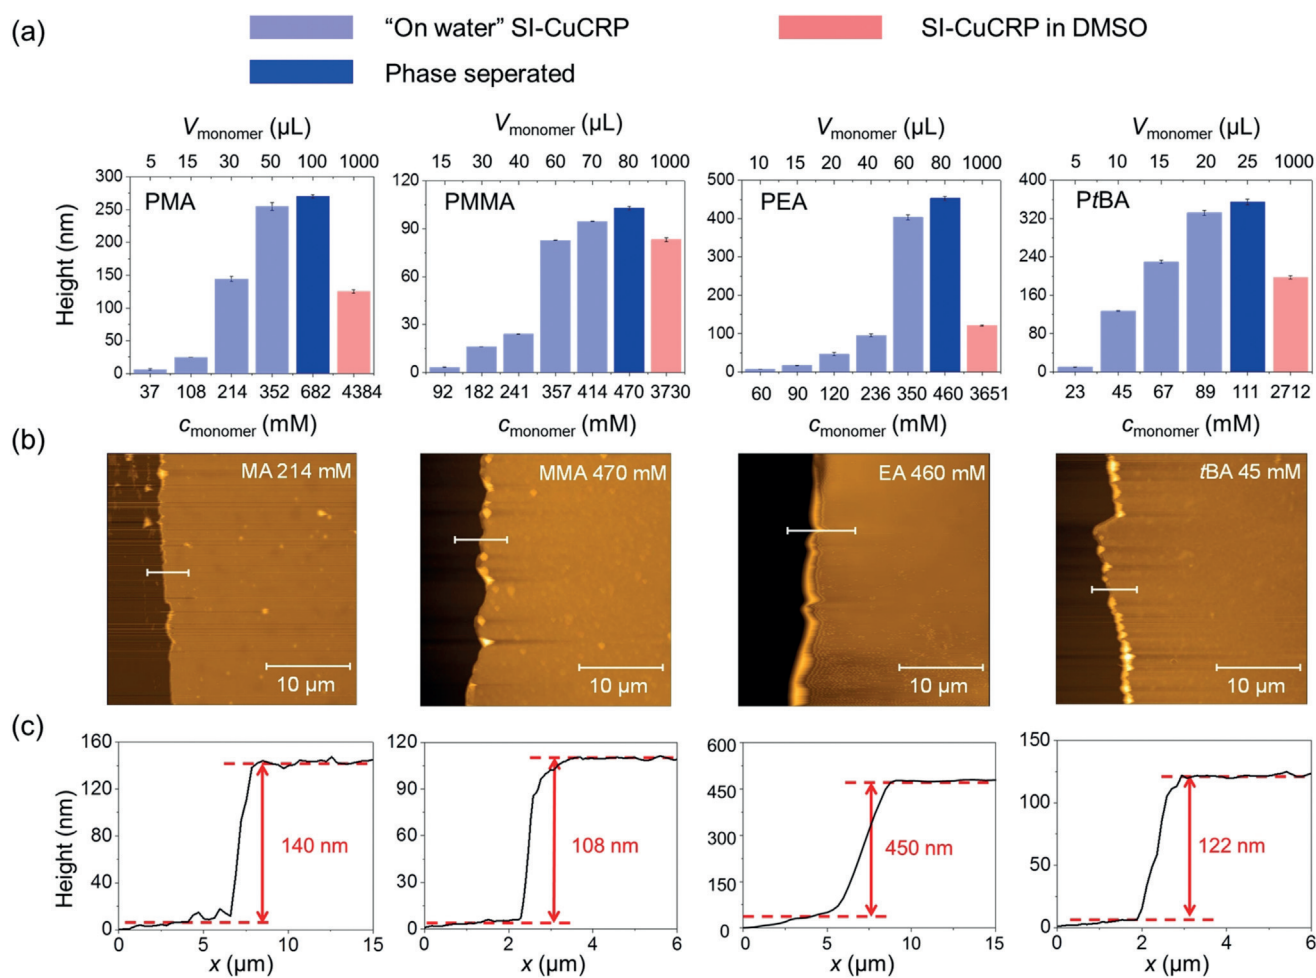 (a)
"On water" SI-CuCRP
SI-CuCRP in DMSO
Phase seperated
Vmonomer (µL)
5 15 30 50 100 1000
PMA
Height (nm)
300
250
200
150
100
50
0
37 108 214 352 682 4384
cmonomer (mM)
Vmonomer (µL)
15 30 40 60 70 80 1000
PMMA
120
90
60
30
0
92 182 241 357 414 470 3730
cmonomer (mM)
Vmonomer (µL)
10 15 20 40 60 80 1000
PEA
500
400
300
200
100
0
60 90 120 236 350 460 3651
cmonomer (mM)
Vmonomer (µL)
5 10 15 20 25 1000
PtBA
400
320
240
160
80
0
23 45 67 89 111 2712
cmonomer (mM)
(b)
MA 214 mM
10 µm
MMA 470 mM
10 µm
EA 460 mM
10 µm
tBA 45 mM
10 µm
(c)
Height (nm)
160
120
80
40
0
140 nm
0 5 10 15
x (µm)
120
90
60
30
0
108 nm
0 2 4 6
x (µm)
600
450
300
150
0
450 nm
0 5 10 15
x (µm)
150
100
50
0
122 nm
0 2 4 6
x (µm)